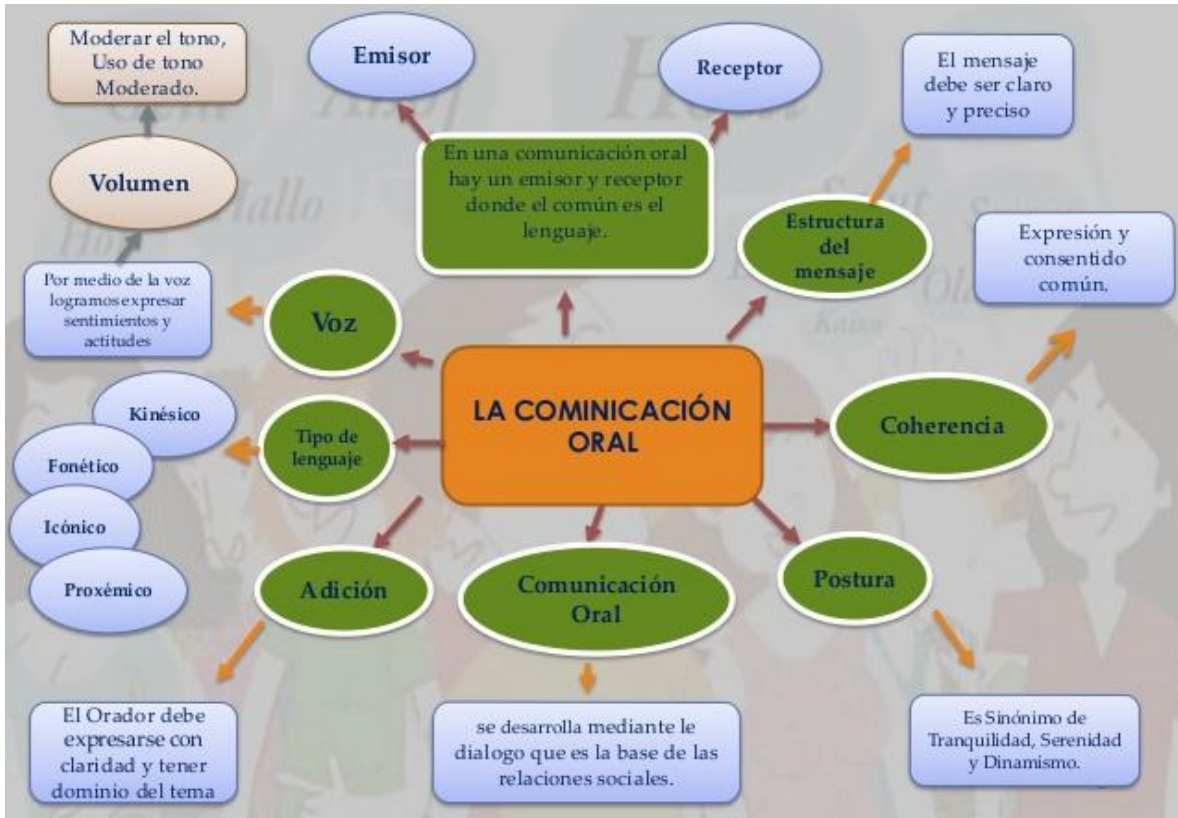 Moderar el tono,
Uso de tono
Moderado.
Emisor
Receptor
El mensaje
debe ser claro
y preciso
Volumen
En una comunicación oral
hay un emisor y receptor
donde el común es el
lenguaje.
Estructura
del
mensaje
Expresión y
consentido
común.
Por medio de la voz
logramos expresar
sentimientos y
actitudes
Voz
LA COMINICACIÓN
ORAL
Coherencia
Kinésico
Fonético
Icónico
Proxémico
Tipo de
lenguaje
Adición
Comunicación
Oral
Postura
El Orador debe
expresarse con
claridad y tener
dominio del tema
se desarrolla mediante le
dialogo que es la base de las
relaciones sociales.
Es Sinónimo de
Tranquilidad, Serenidad
y Dinamismo.
Hallo
Kaixo